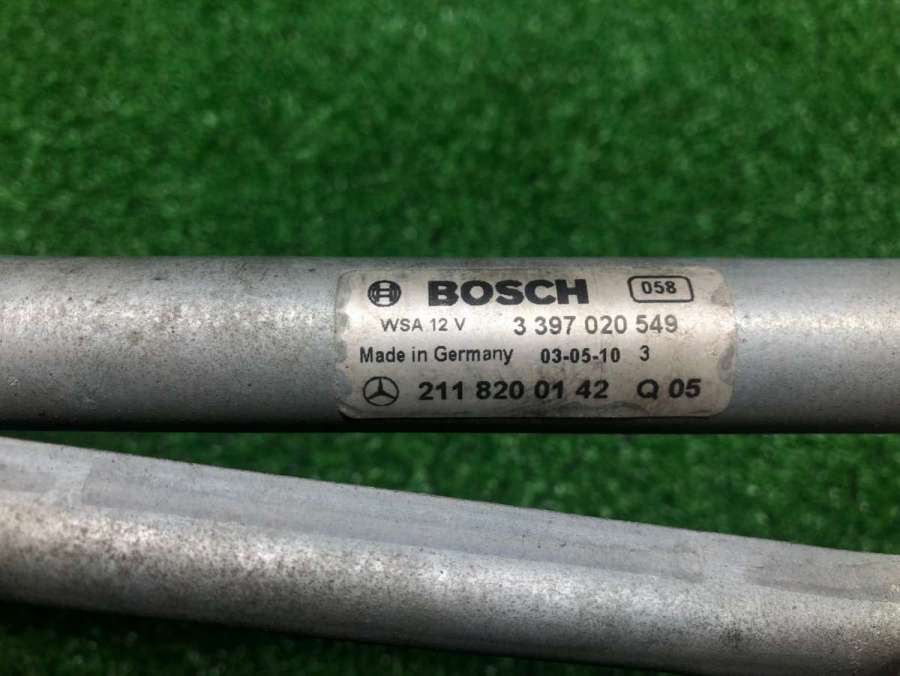 BOSCH 058
WSA 12 V 3 397 020 549
Made in Germany 03-05-10 3
211 820 01 42 Q 05